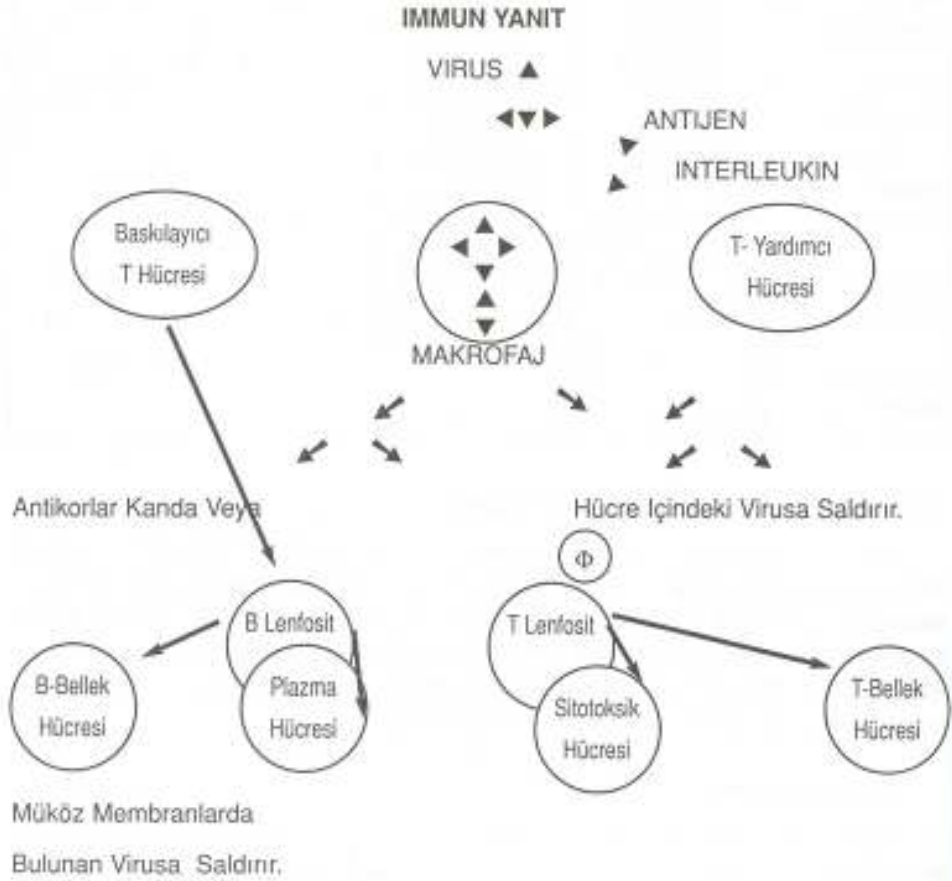 IMMUN YANIT
VIRUS
ANTIJEN
INTERLEUKIN
Baskılayıcı
T Hücresi
T- Yardımcı
Hücresi
MAKROFAJ
Antikorlar Kanda Veya
Hücre Içindeki Virusa Saldırır.
Φ
B Lenfosit
T Lenfosit
B-Bellek
Hücresi
Plazma
Hücresi
Sitotoksik
Hücresi
T-Bellek
Hücresi
Müköz Membranlarda
Bulunan Virusa Saldırır.